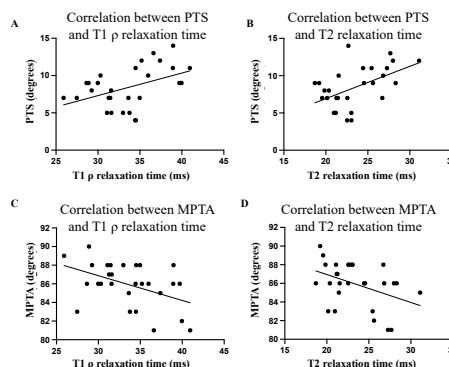 A
Correlation between PTS
and T1 ρ relaxation time
PTS (degrees)
15
10
5
0
25 30 35 40 45
T1 ρ relaxation time (ms)
B
Correlation between PTS
and T2 relaxation time
PTS (degrees)
15
10
5
0
15 20 25 30 35
T2 relaxation time (ms)
C
Correlation between MPTA
and T1 ρ relaxation time
MPTA (degrees)
92
90
88
86
84
82
80
25 30 35 40 45
T1 ρ relaxation time (ms)
D
Correlation between MPTA
and T2 relaxation time
MPTA (degrees)
92
90
88
86
84
82
80
15 20 25 30 35
T2 relaxation time (ms)